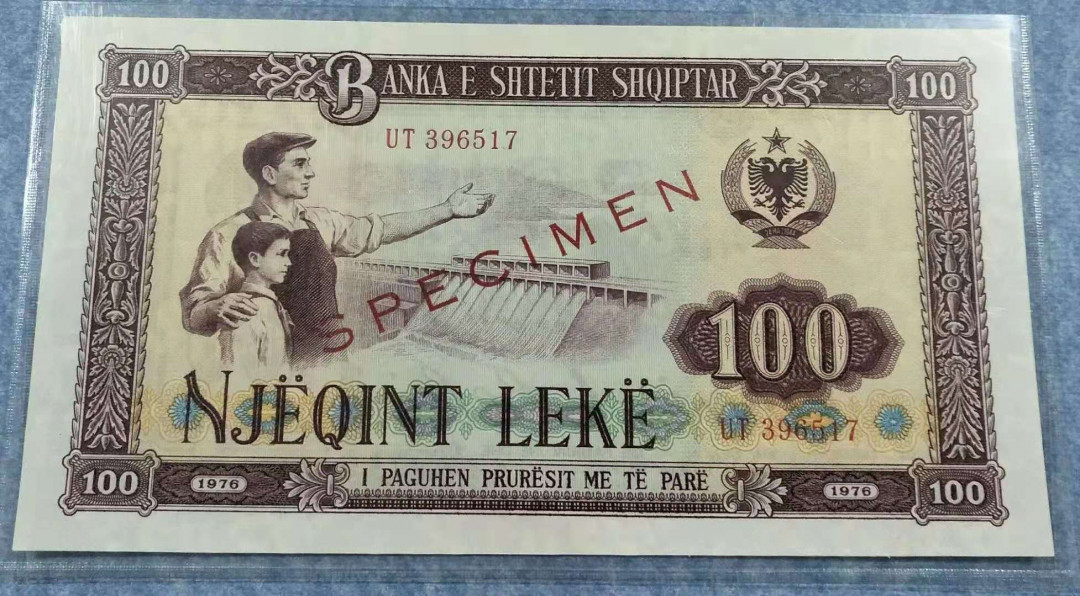 100
BANKA E SHTETIT SHQIPTAR
100
UT 396517
SPECIMEN
100
NJËQINT LEKË
UT 396517
100
1976
I PAGUHEN PRURËSIT ME TË PARË
1976
100